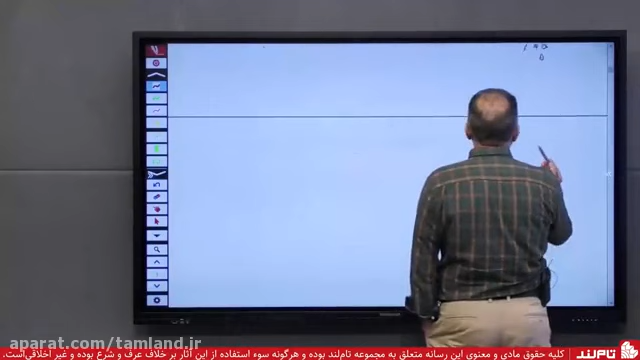 aparat.com/tamland.ir
کلیه حقوق مادی و معنوی این رسانه متعلق به مجموعه تاملند بوده و هرگونه سوء استفاده از این آثار بر خلاف عرف و شرع بوده و غیر اخلاقی‌است.
تاملند